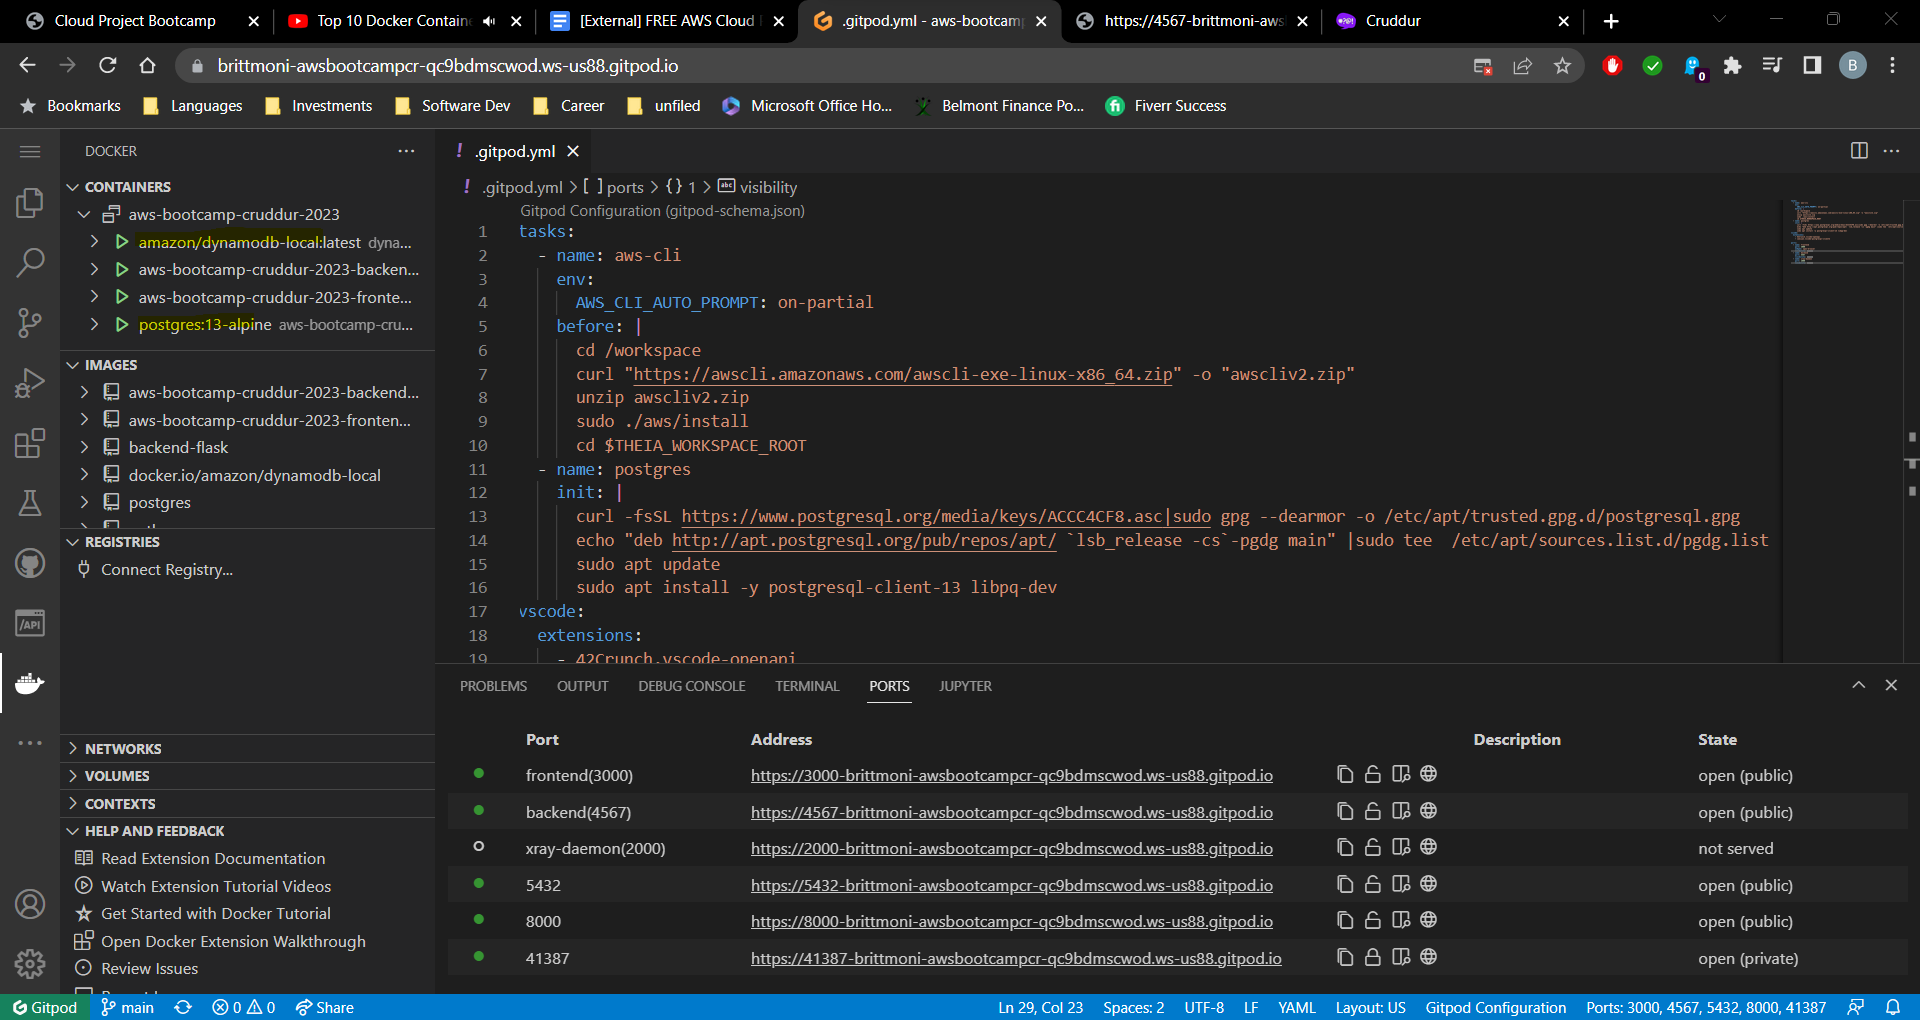 Cloud Project Bootcamp
Top 10 Docker Contain
[External] FREE AWS Cloud
.gitpod.yml - aws-bootcamp
https://4567-brittmoni-aws
Cruddur
brittmoni-awsbootcampcr-qc9bdmscwod.ws-us88.gitpod.io
0
B
Bookmarks
Languages
Investments
Software Dev
Career
unfiled
Microsoft Office Ho...
Belmont Finance Po...
Fiverr Success
DOCKER
CONTAINERS
aws-bootcamp-cruddur-2023
amazon/dynamodb-local:latest dyna...
aws-bootcamp-cruddur-2023-backen...
aws-bootcamp-cruddur-2023-fronte...
postgres:13-alpine aws-bootcamp-cru...
IMAGES
aws-bootcamp-cruddur-2023-backend...
aws-bootcamp-cruddur-2023-fronten...
backend-flask
docker.io/amazon/dynamodb-local
postgres
REGISTRIES
Connect Registry...
NETWORKS
VOLUMES
CONTEXTS
HELP AND FEEDBACK
Read Extension Documentation
Watch Extension Tutorial Videos
Get Started with Docker Tutorial
Open Docker Extension Walkthrough
Review Issues
/API
! .gitpod.yml
! .gitpod.yml > [ ] ports > {} 1 > abc visibility
Gitpod Configuration (gitpod-schema.json)
1 tasks:
2 - name: aws-cli
3 env:
4 AWS_CLI_AUTO_PROMPT: on-partial
5 before: |
6 cd /workspace
7 curl "https://awscli.amazonaws.com/awscli-exe-linux-x86_64.zip" -o "awscliv2.zip"
8 unzip awscliv2.zip
9 sudo ./aws/install
10 cd $THEIA_WORKSPACE_ROOT
11 - name: postgres
12 init: |
13 curl -fsSL https://www.postgresql.org/media/keys/ACCC4CF8.asc|sudo gpg --dearmor -o /etc/apt/trusted.gpg.d/postgresql.gpg
14 echo "deb http://apt.postgresql.org/pub/repos/apt/ `lsb_release -cs`-pgdg main" |sudo tee  /etc/apt/sources.list.d/pgdg.list
15 sudo apt update
16 sudo apt install -y postgresql-client-13 libpq-dev
17 vscode:
18 extensions:
19 - 42Crunch.vscode-openapi
PROBLEMS OUTPUT DEBUG CONSOLE TERMINAL PORTS JUPYTER
Port Address Description State
frontend(3000) https://3000-brittmoni-awsbootcampcr-qc9bdmscwod.ws-us88.gitpod.io open (public)
backend(4567) https://4567-brittmoni-awsbootcampcr-qc9bdmscwod.ws-us88.gitpod.io open (public)
xray-daemon(2000) https://2000-brittmoni-awsbootcampcr-qc9bdmscwod.ws-us88.gitpod.io not served
5432 https://5432-brittmoni-awsbootcampcr-qc9bdmscwod.ws-us88.gitpod.io open (public)
8000 https://8000-brittmoni-awsbootcampcr-qc9bdmscwod.ws-us88.gitpod.io open (public)
41387 https://41387-brittmoni-awsbootcampcr-qc9bdmscwod.ws-us88.gitpod.io open (private)
Gitpod main 0 0 Share Ln 29, Col 23 Spaces: 2 UTF-8 LF YAML Layout: US Gitpod Configuration Ports: 3000, 4567, 5432, 8000, 41387